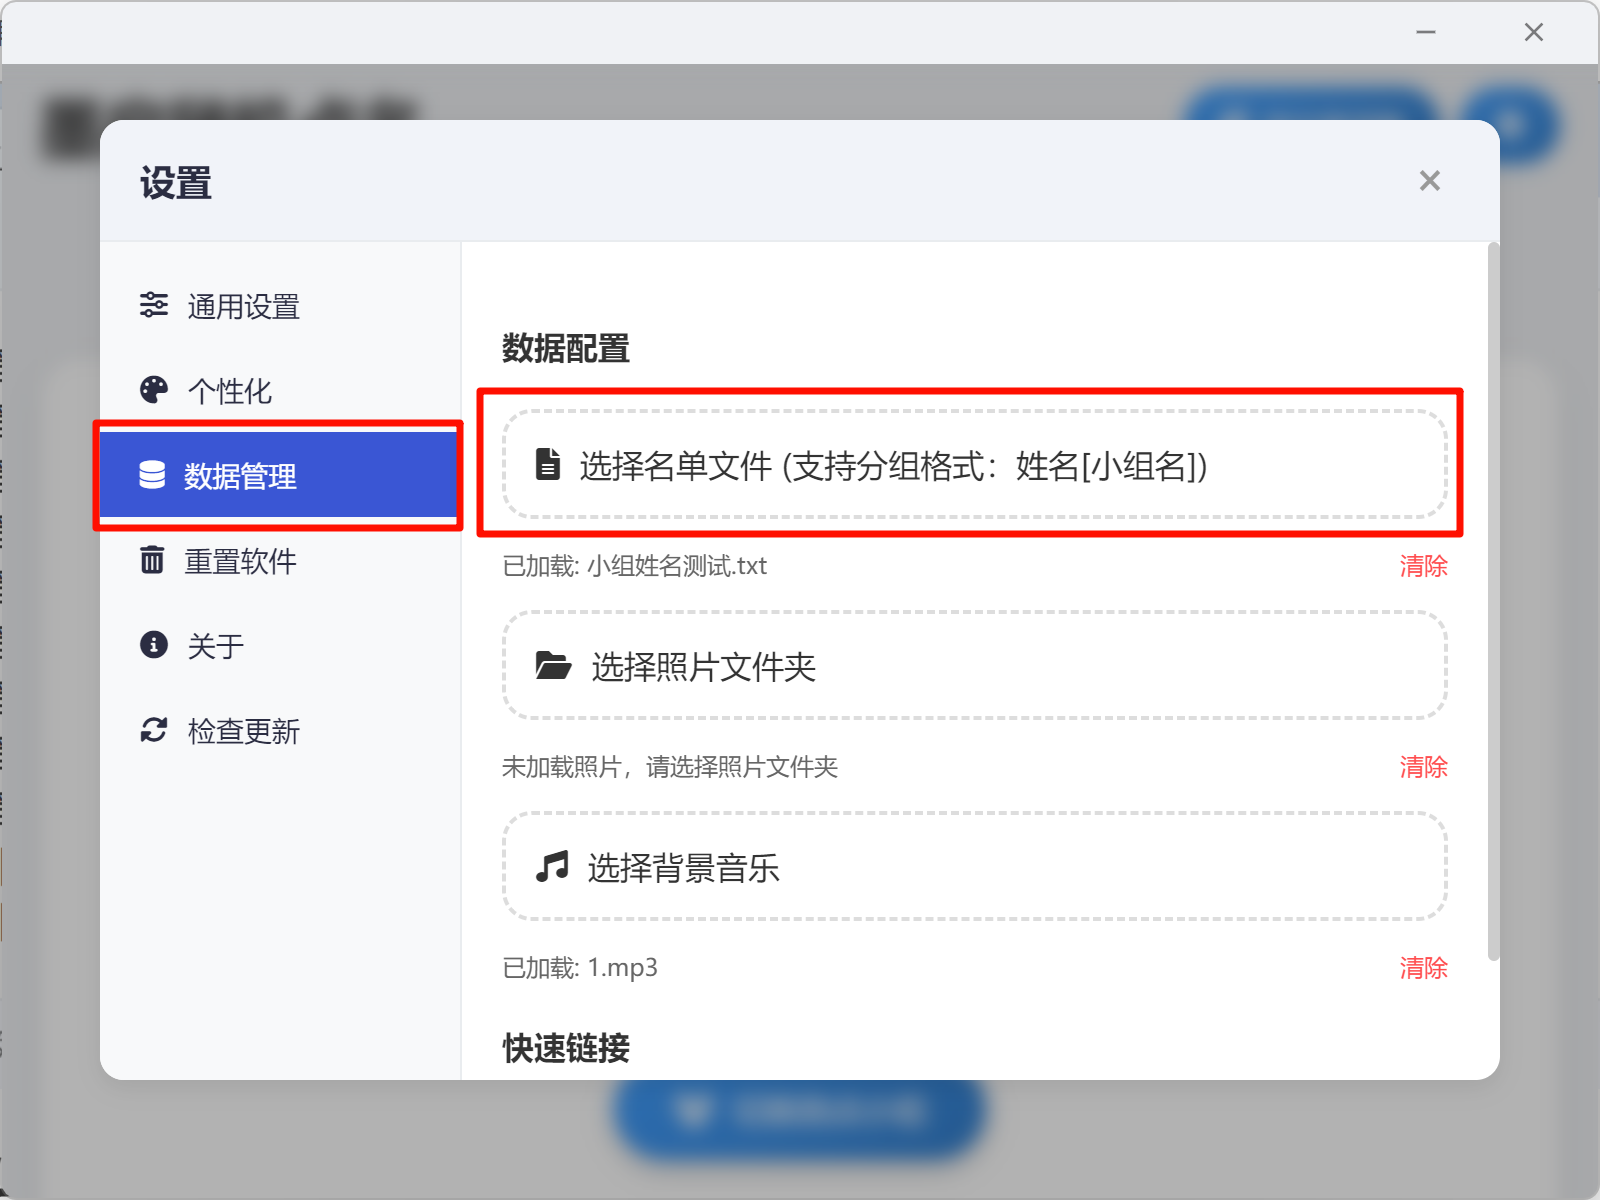 设置
通用设置
个性化
数据管理
重置软件
关于
检查更新
数据配置
选择名单文件 (支持分组格式：姓名[小组名])
已加载: 小组姓名测试.txt
清除
选择照片文件夹
未加载照片，请选择照片文件夹
清除
选择背景音乐
已加载: 1.mp3
清除
快速链接